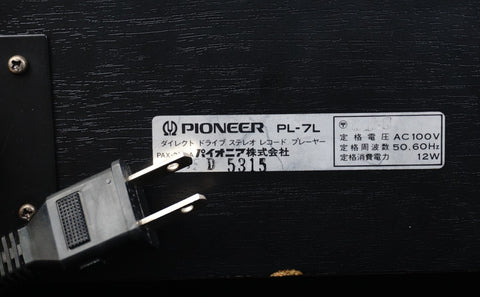 PIONEER PL-7L
ダイレクト ドライブ ステレオ レコード プレーヤー
パイオニア株式会社
D 5315
定格電圧 AC100V
定格周波数 50.60Hz
定格消費電力 12W